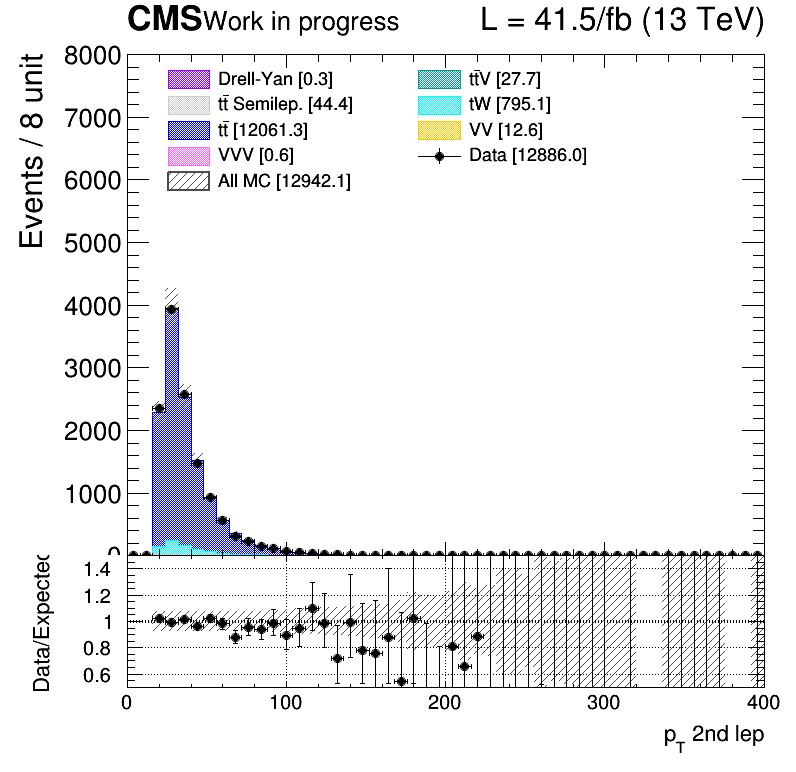 CMS Work in progress L = 41.5/fb (13 TeV)
Events / 8 unit
8000
7000
6000
5000
4000
3000
2000
1000
0
Drell-Yan [0.3]
tt̄ Semilep. [44.4]
tt̄ [12061.3]
VVV [0.6]
All MC [12942.1]
tt̄V [27.7]
tW [795.1]
VV [12.6]
Data [12886.0]
Data/Expected
1.4
1.2
1
0.8
0.6
0 100 200 300 400
p_T 2nd lep